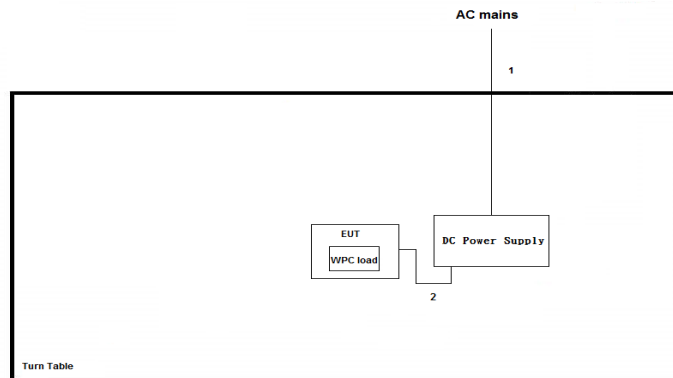 AC mains
1
EUT
WPC load
DC Power Supply
2
Turn Table